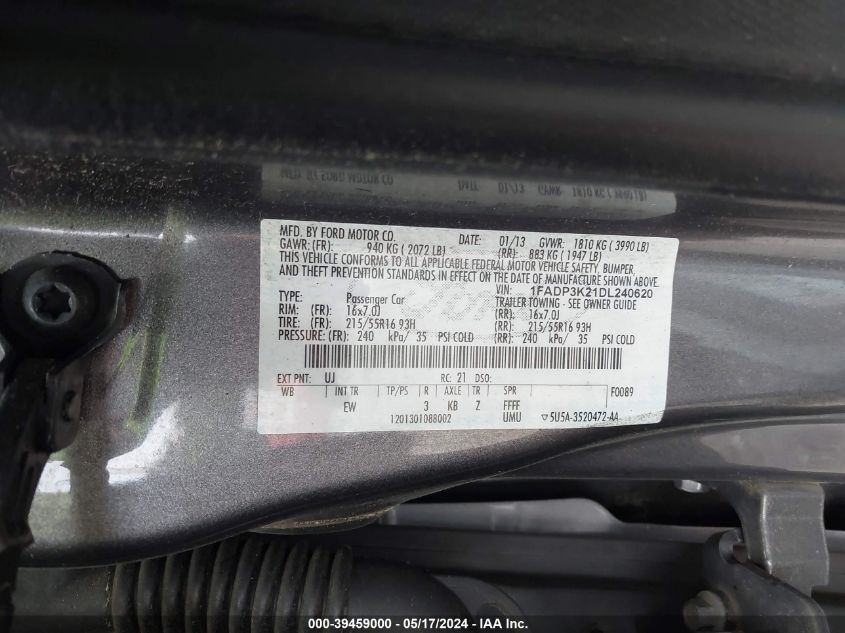 MFD. BY FORD MOTOR CO. DATE: 01/13 GVWR: 1810 KG ( 3990 LB)
GAWR: (FR): 940 KG ( 2072 LB) (RR): 883 KG ( 1947 LB)
THIS VEHICLE CONFORMS TO ALL APPLICABLE FEDERAL MOTOR VEHICLE SAFETY, BUMPER,
AND THEFT PREVENTION STANDARDS IN EFFECT ON THE DATE OF MANUFACTURE SHOWN ABOVE.
VIN: 1FADP3K21DL240620
TYPE: Passenger Car TRAILER TOWING - SEE OWNER GUIDE
RIM: (FR): 16x7.0J (RR): 16x7.0J
TIRE: (FR): 215/55R16 93H (RR): 215/55R16 93H
PRESSURE: (FR): 240 kPa/ 35 PSI COLD (RR): 240 kPa/ 35 PSI COLD
EXT PNT: UJ RC: 21 DSO:
WB INT TR TP/PS R AXLE TR SPR F0089
EW 3 KB Z FFFF
1201301088002 UMU ▽5U5A-3520472-AA
000-39459000 - 05/17/2024 - IAA Inc.